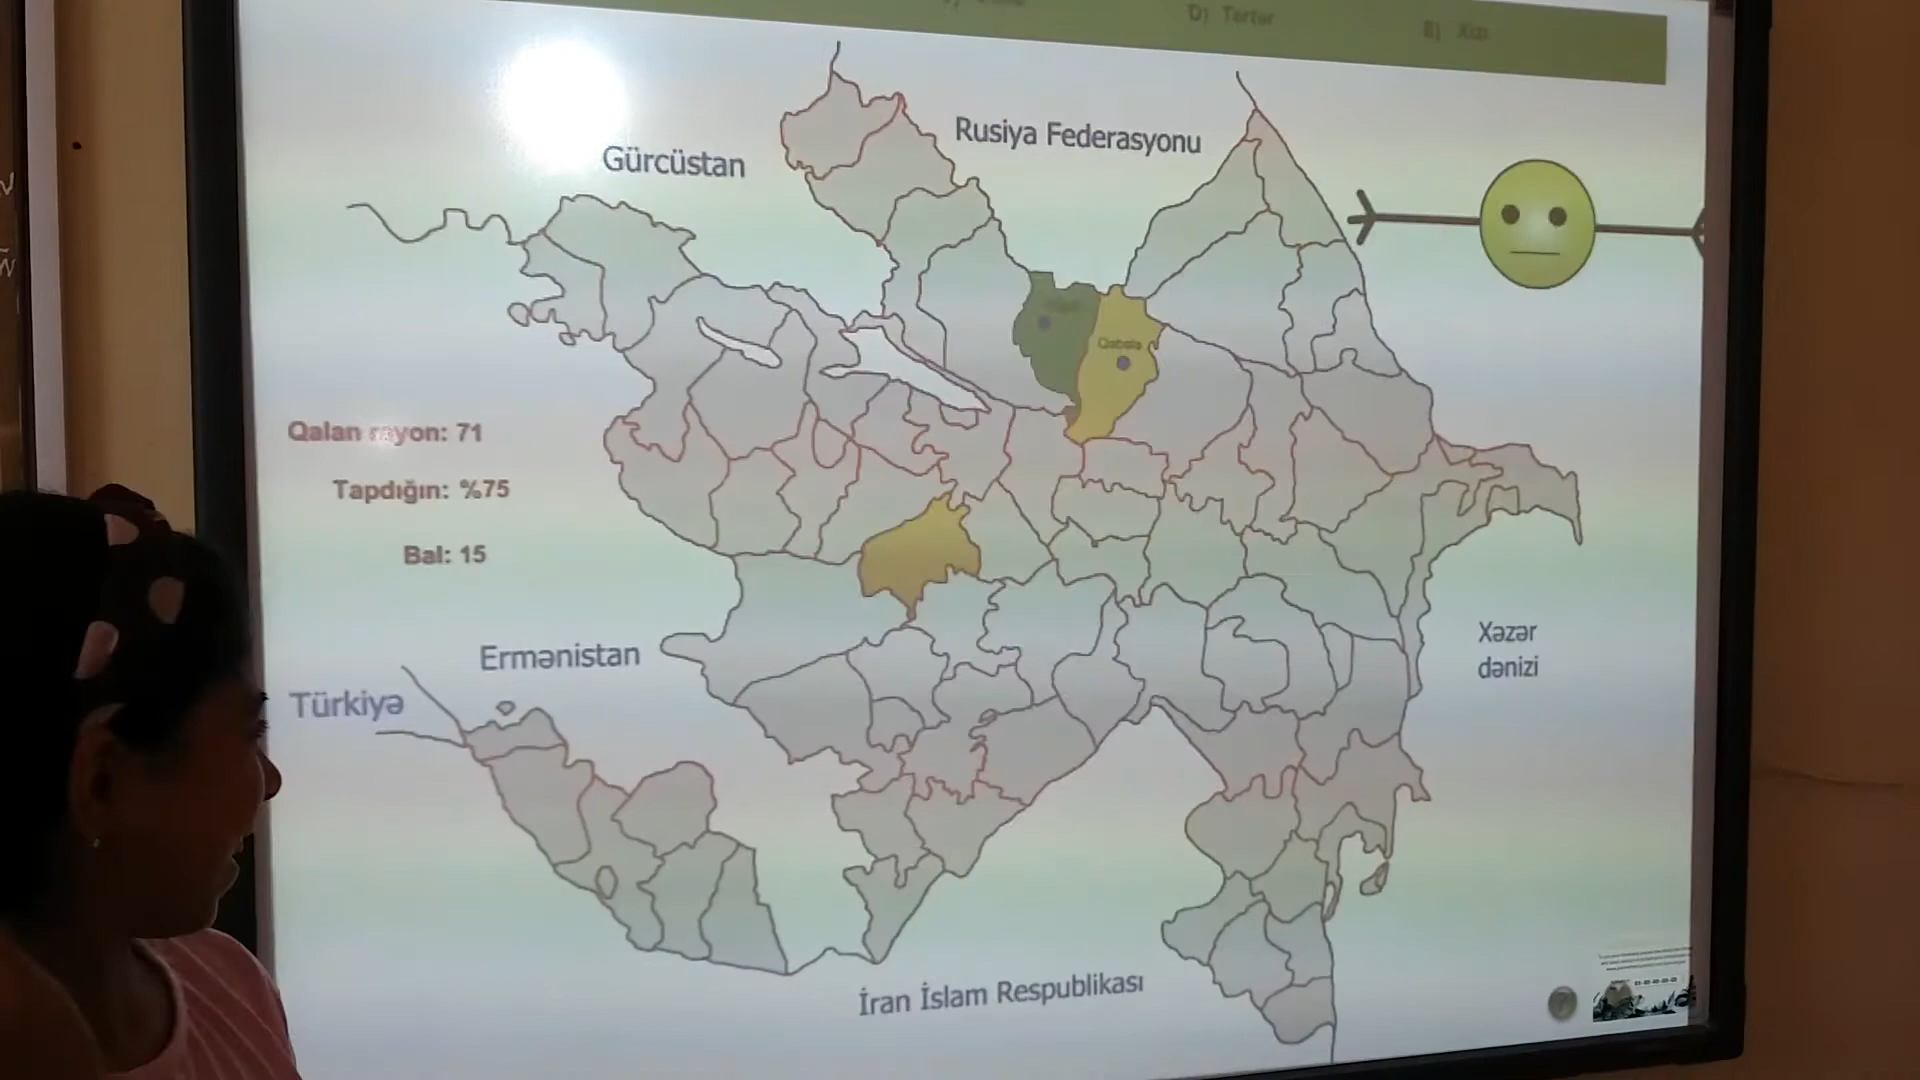 D) Tərtər
E) Xızı
Rusiya Federasyonu
Gürcüstan
Qəbələ
Qalan rayon: 71
Tapdığın: %75
Bal: 15
Ermənistan
Türkiyə
Xəzər
dənizi
İran İslam Respublikası
?